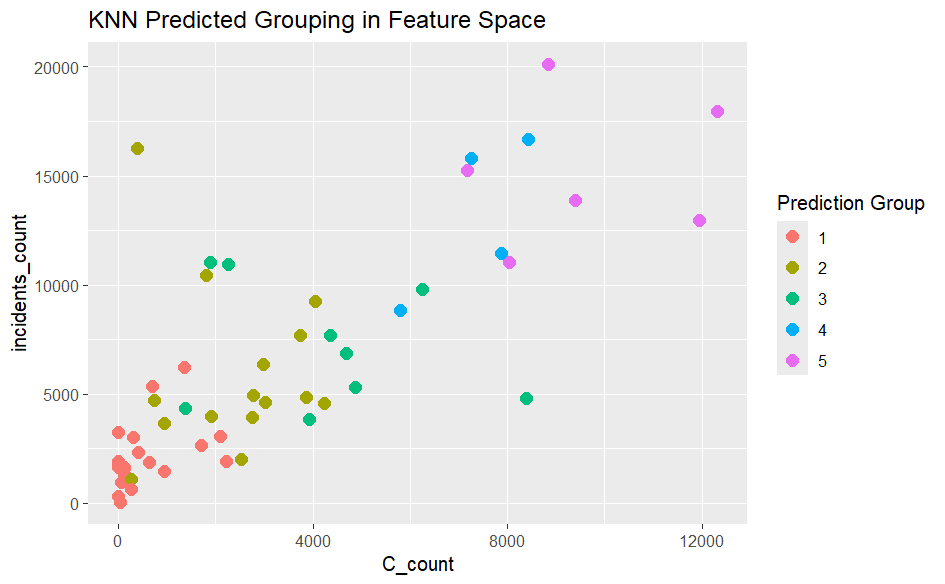 KNN Predicted Grouping in Feature Space
20000
15000
10000
5000
0
incidents_count
0 4000 8000 12000
C_count
Prediction Group
1
2
3
4
5